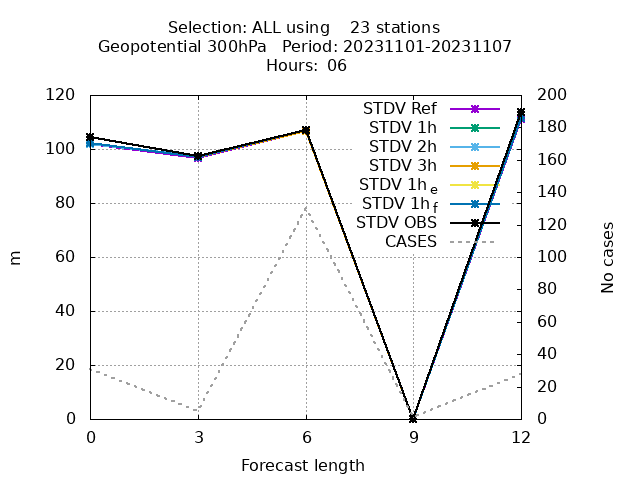 Selection: ALL using    23 stations
Geopotential 300hPa   Period: 20231101-20231107
Hours:  06
120
100
80
60
40
20
0
m
200
180
160
140
120
100
80
60
40
20
0
No cases
STDV Ref
STDV 1h
STDV 2h
STDV 3h
STDV 1h e
STDV 1h f
STDV OBS
CASES
0 3 6 9 12
Forecast length